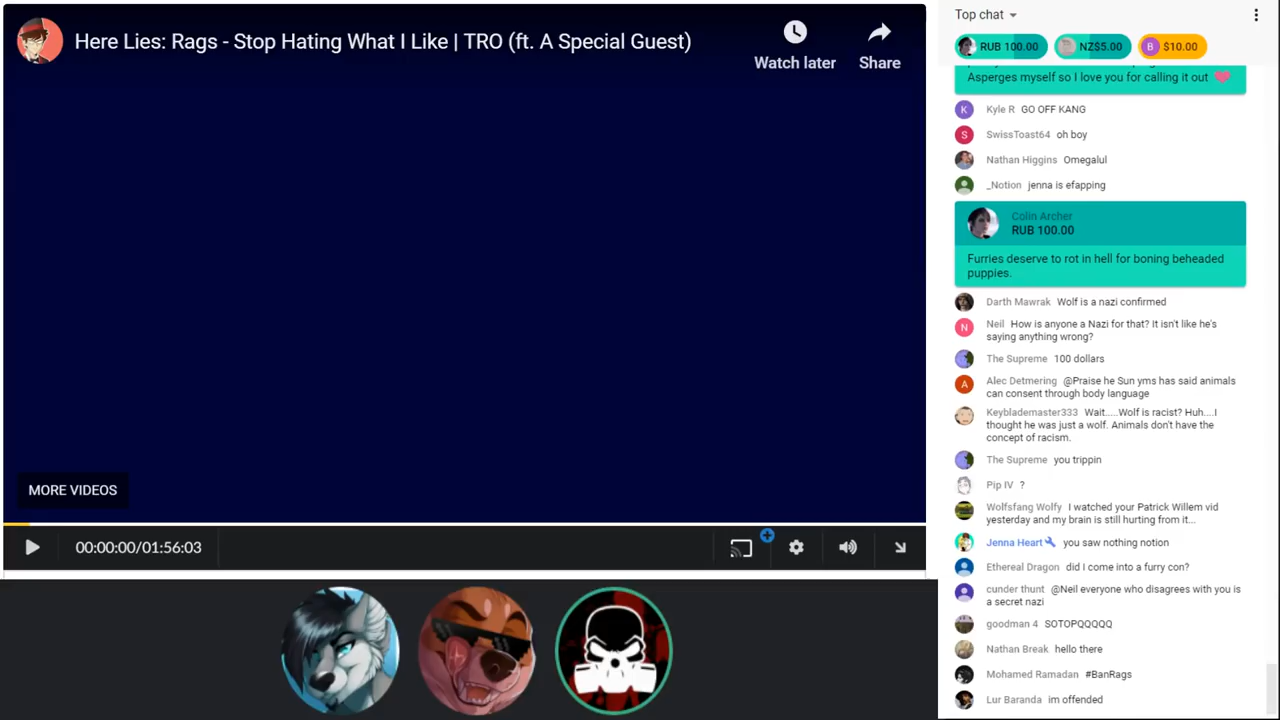 Here Lies: Rags - Stop Hating What I Like | TRO (ft. A Special Guest)
Watch later
Share
MORE VIDEOS
00:00:00/01:56:03
Top chat
RUB 100.00
NZ$5.00
B
$10.00
Asperges myself so I love you for calling it out
K
Kyle R GO OFF KANG
S
SwissToast64 oh boy
Nathan Higgins Omegalul
_Notion jenna is efapping
Colin Archer
RUB 100.00
Furries deserve to rot in hell for boning beheaded
puppies.
Darth Mawrak Wolf is a nazi confirmed
N
Neil How is anyone a Nazi for that? It isn't like he's
saying anything wrong?
The Supreme 100 dollars
A
Alec Detmering @Praise he Sun yms has said animals
can consent through body language
Keyblademaster333 Wait.....Wolf is racist? Huh....I
thought he was just a wolf. Animals don't have the
concept of racism.
The Supreme you trippin
Pip IV ?
Wolfsfang Wolfy I watched your Patrick Willem vid
yesterday and my brain is still hurting from it...
Jenna Heart you saw nothing notion
Ethereal Dragon did I come into a furry con?
cunder thunt @Neil everyone who disagrees with you is
a secret nazi
goodman 4 SOTOPQQQQQ
Nathan Break hello there
Mohamed Ramadan #BanRags
Lur Baranda im offended